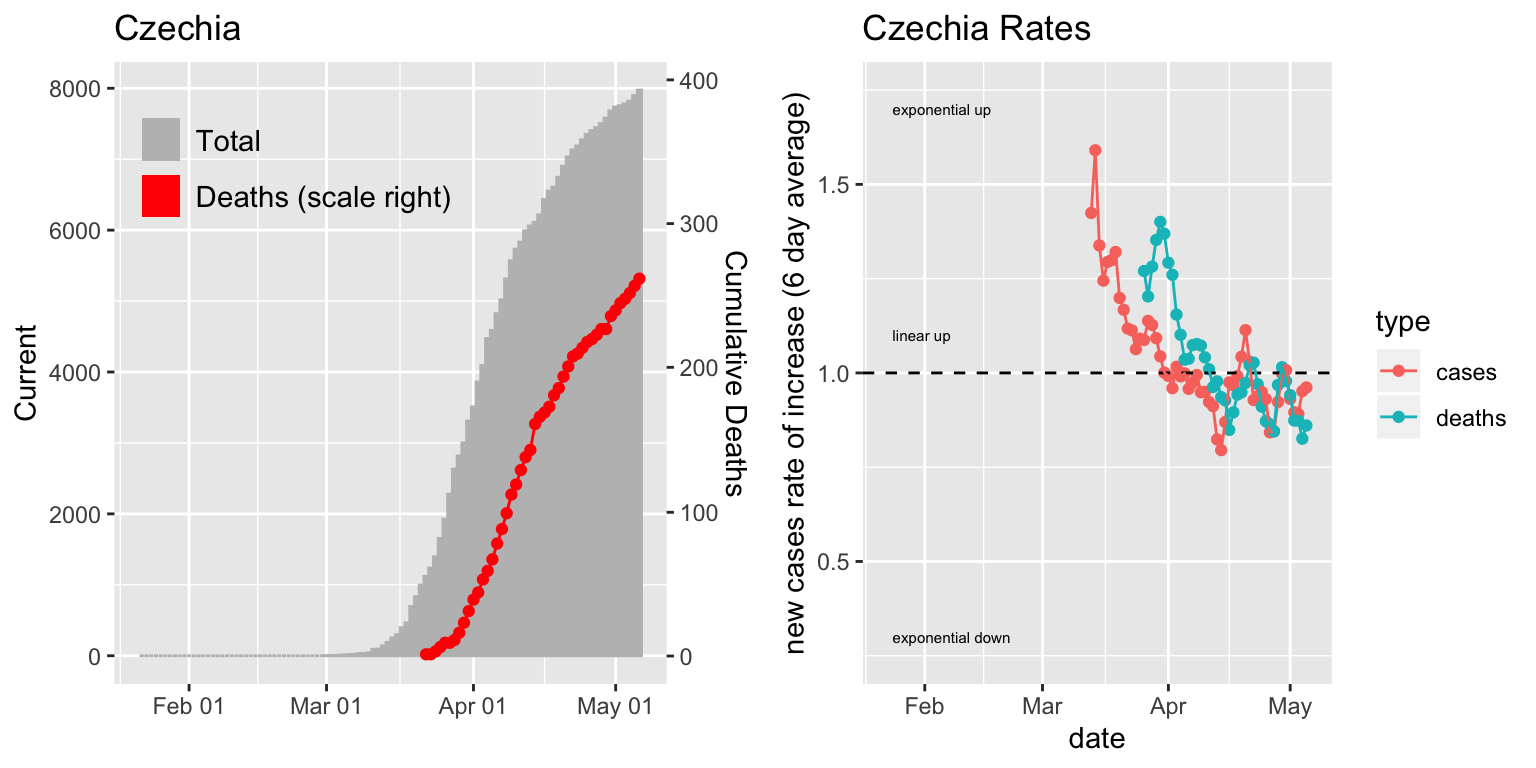 Czechia
Current
8000
6000
4000
2000
0
Total
Deaths (scale right)
400
300
200
100
0
Cumulative Deaths
Feb 01
Mar 01
Apr 01
May 01
Czechia Rates
new cases rate of increase (6 day average)
1.5
1.0
0.5
exponential up
linear up
exponential down
Feb
Mar
Apr
May
date
type
cases
deaths